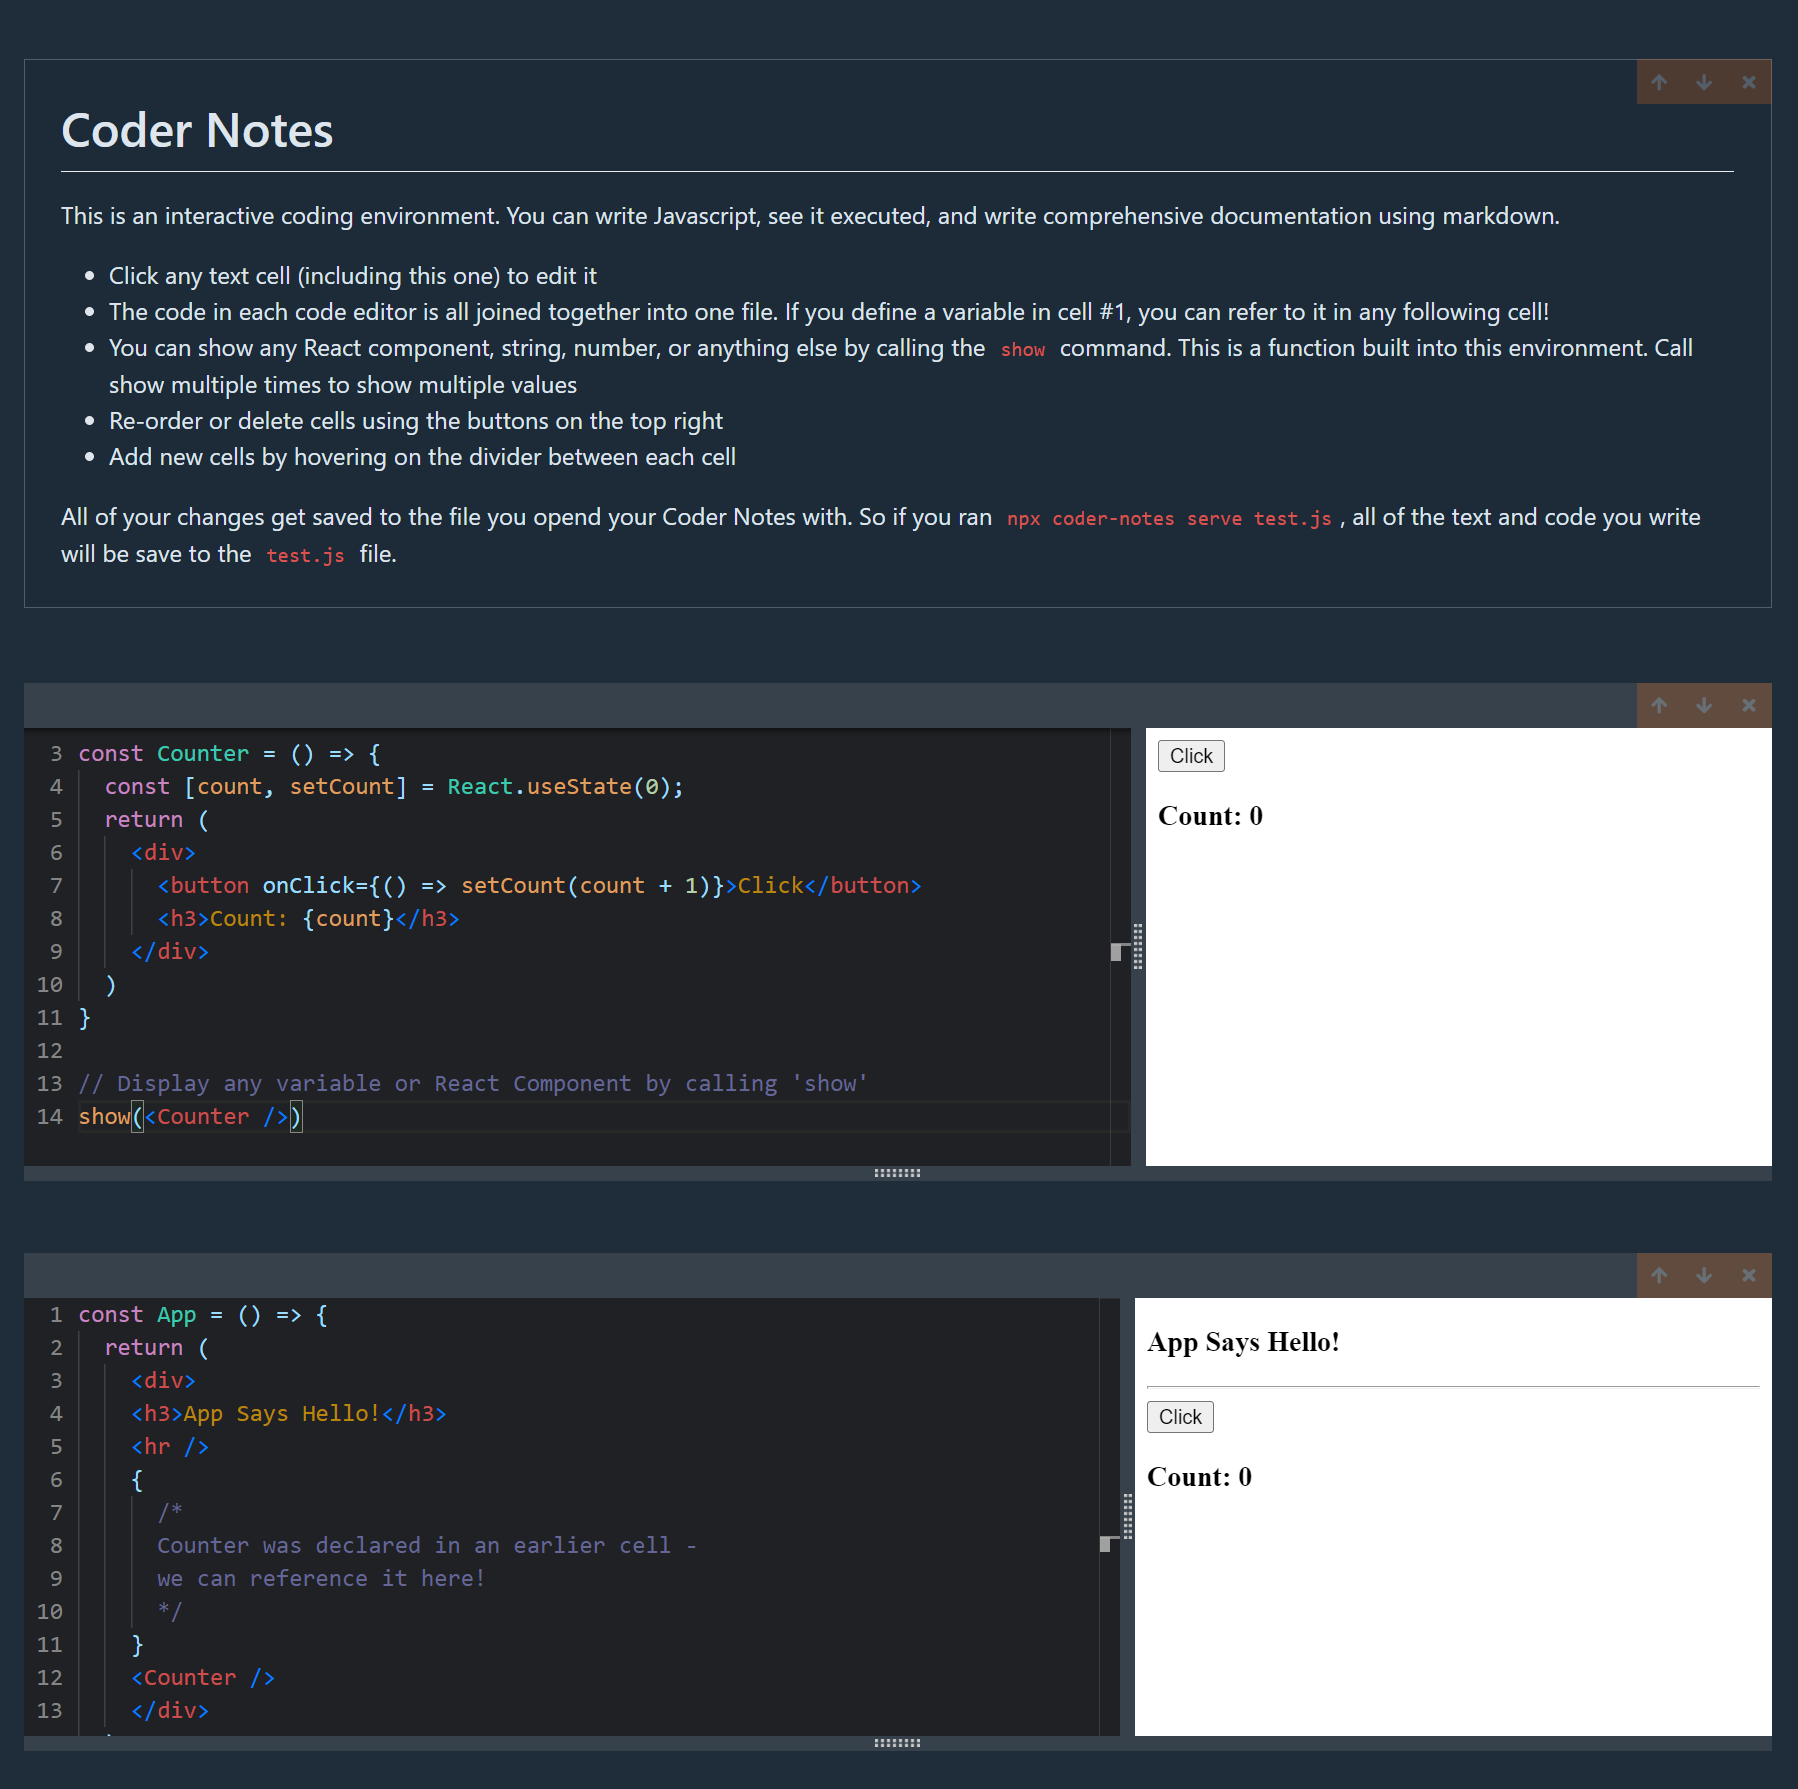 Coder Notes
This is an interactive coding environment. You can write Javascript, see it executed, and write comprehensive documentation using markdown.
Click any text cell (including this one) to edit it
The code in each code editor is all joined together into one file. If you define a variable in cell #1, you can refer to it in any following cell!
You can show any React component, string, number, or anything else by calling the show command. This is a function built into this environment. Call
show multiple times to show multiple values
Re-order or delete cells using the buttons on the top right
Add new cells by hovering on the divider between each cell
All of your changes get saved to the file you opend your Coder Notes with. So if you ran npx coder-notes serve test.js , all of the text and code you write
will be save to the test.js file.
3 const Counter = () => {
4   const [count, setCount] = React.useState(0);
5   return (
6     <div>
7       <button onClick={() => setCount(count + 1)}>Click</button>
8       <h3>Count: {count}</h3>
9     </div>
10   )
11 }
12
13 // Display any variable or React Component by calling 'show'
14 show(<Counter />)
Click
Count: 0
1 const App = () => {
2   return (
3     <div>
4     <h3>App Says Hello!</h3>
5     <hr />
6     {
7       /*
8       Counter was declared in an earlier cell -
9       we can reference it here!
10       */
11     }
12     <Counter />
13     </div>
App Says Hello!
Click
Count: 0